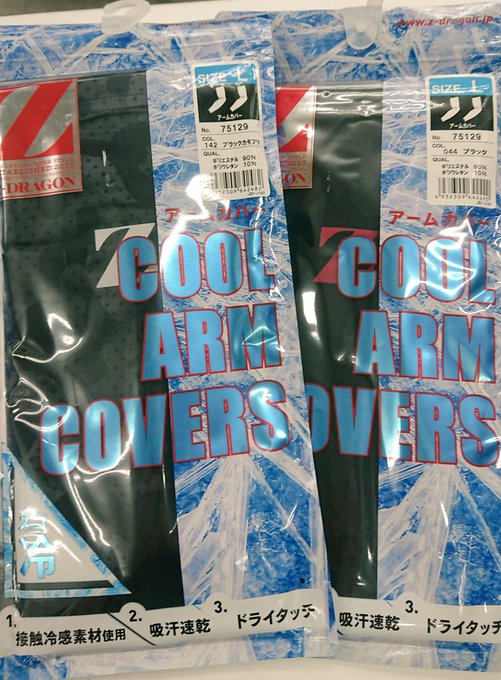 Z
ESTABLISHED:2013
Z-DRAGON
SIZE L
アームカバー
No. 75129
COL.
142 ブラックカモフラ
QUAL.
ポリエステル 90%
ポリウレタン 10%
4932309642482
アームカバー
COOL
ARM
COVERS
1.
接触冷感素材使用
2.
吸汗速乾
3.
ドライタッチ
www.z-dragon.jp
SIZE L
アームカバー
No. 75129
COL.
044 ブラック
QUAL.
ポリエステル 90%
ポリウレタン 10%
アームカバー
COOL
ARM
OVERS
吸汗速乾
3.
ドライタッチ